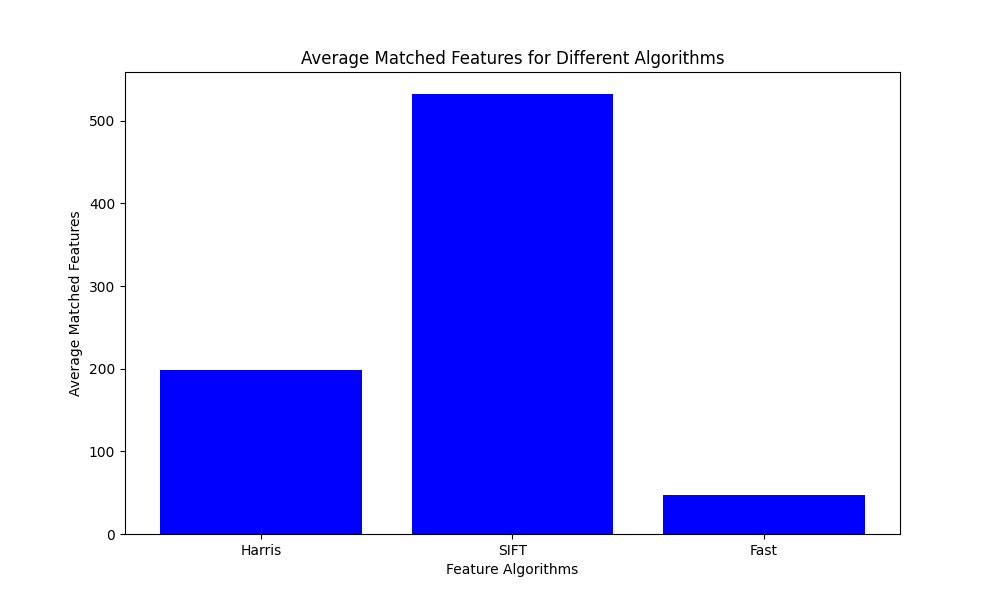 Average Matched Features for Different Algorithms
Average Matched Features
500
400
300
200
100
0
Harris
SIFT
Fast
Feature Algorithms